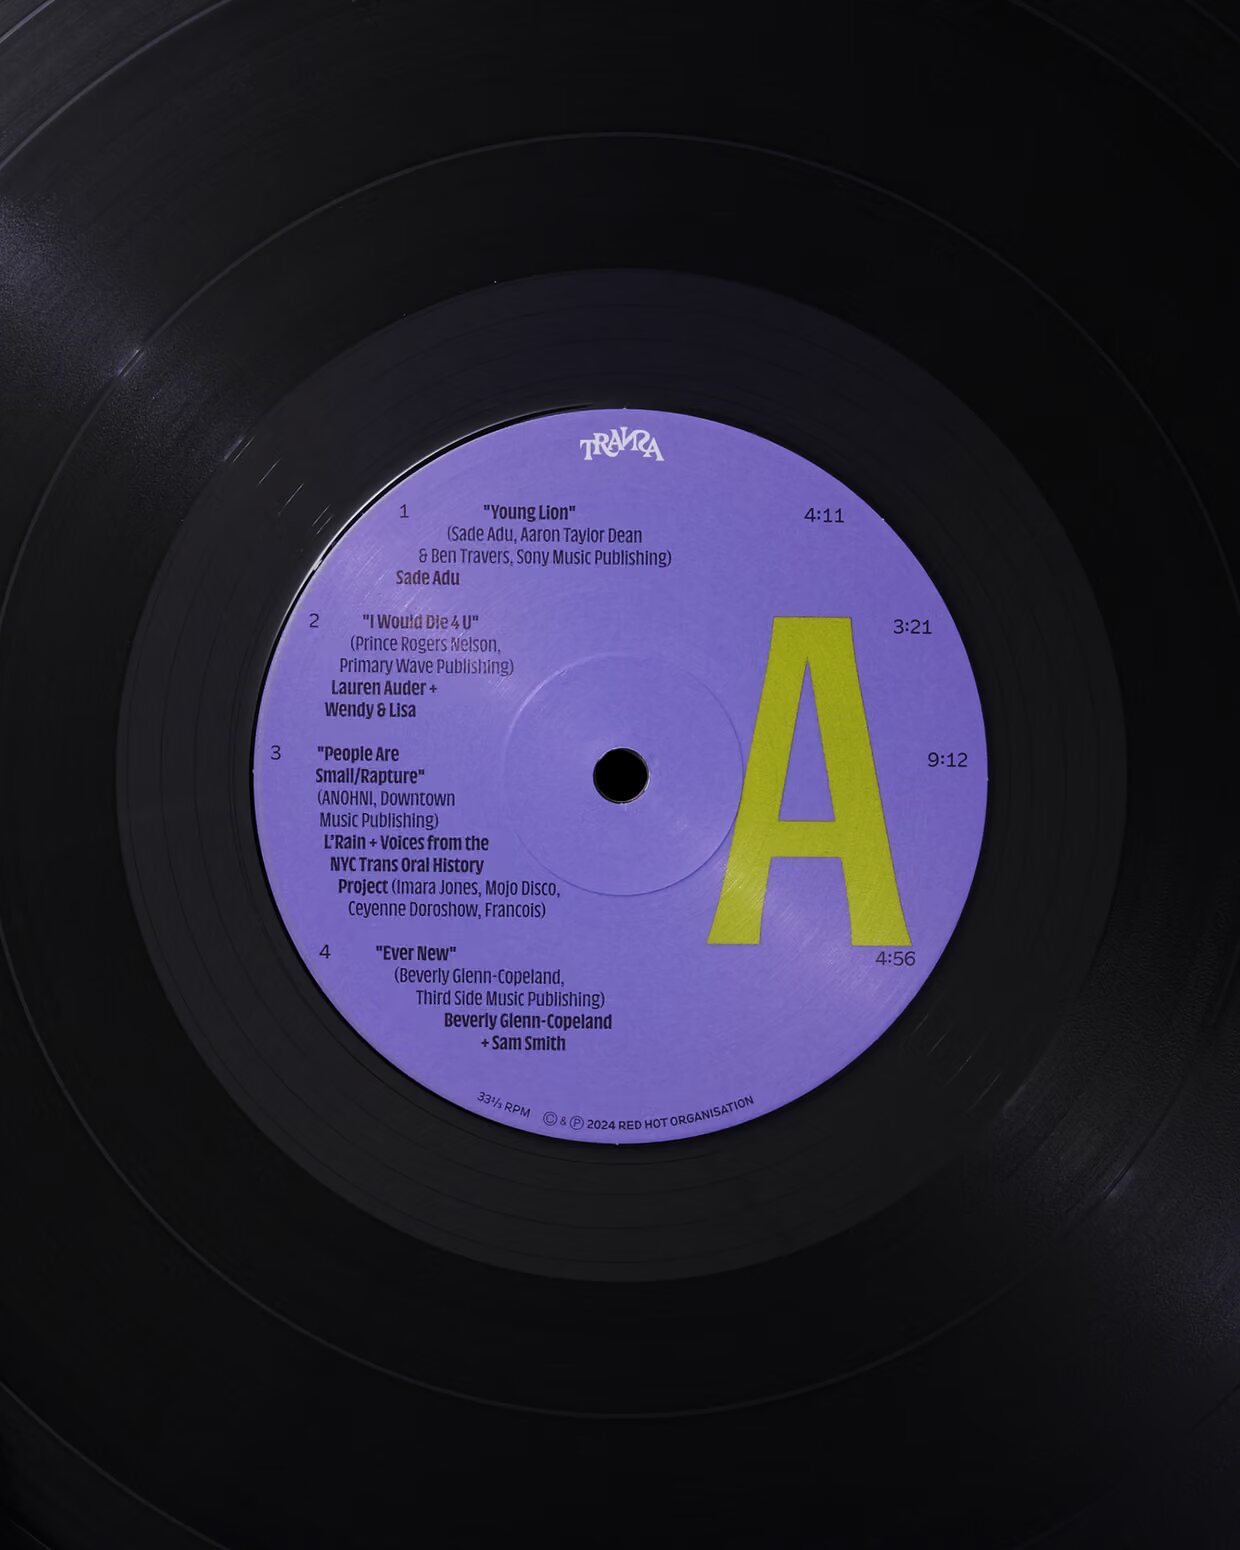 TRANSA
1 "Young Lion" 4:11
(Sade Adu, Aaron Taylor Dean
& Ben Travers, Sony Music Publishing)
Sade Adu
2 "I Would Die 4 U" 3:21
(Prince Rogers Nelson,
Primary Wave Publishing)
Lauren Auder +
Wendy & Lisa
3 "People Are 9:12
Small/Rapture"
(ANOHNI, Downtown
Music Publishing)
L'Rain + Voices from the
NYC Trans Oral History
Project (Imara Jones, Mojo Disco,
Ceyenne Doroshow, Francois)
4 "Ever New" 4:56
(Beverly Glenn-Copeland,
Third Side Music Publishing)
Beverly Glenn-Copeland
+ Sam Smith
A
33⅓ RPM © & ℗ 2024 RED HOT ORGANISATION